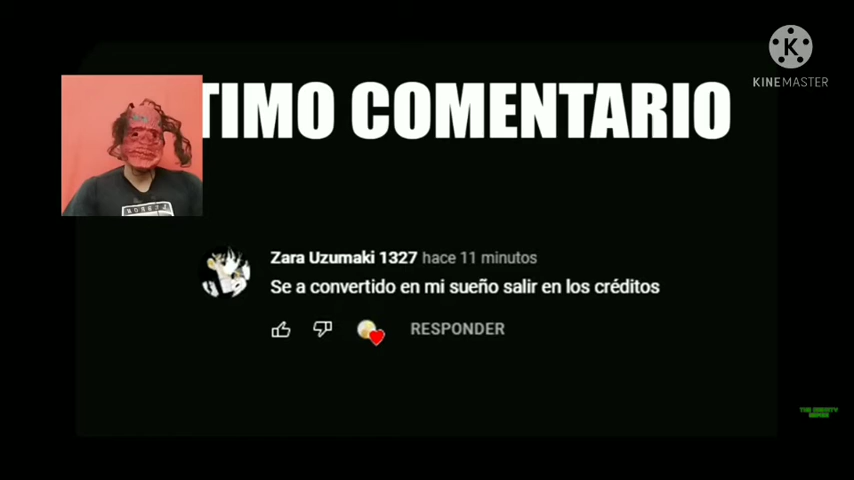 KINEMASTER
TIMO COMENTARIO
Zara Uzumaki 1327 hace 11 minutos
Se a convertido en mi sueño salir en los créditos
RESPONDER